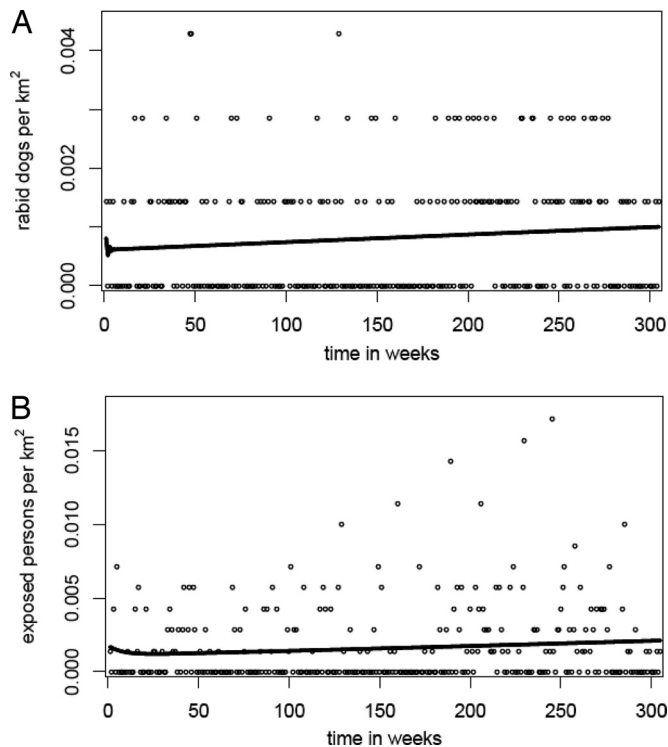 A
rabid dogs per km²
0.004
0.002
0.000
0 50 100 150 200 250 300
time in weeks
B
exposed persons per km²
0.015
0.010
0.005
0.000
0 50 100 150 200 250 300
time in weeks